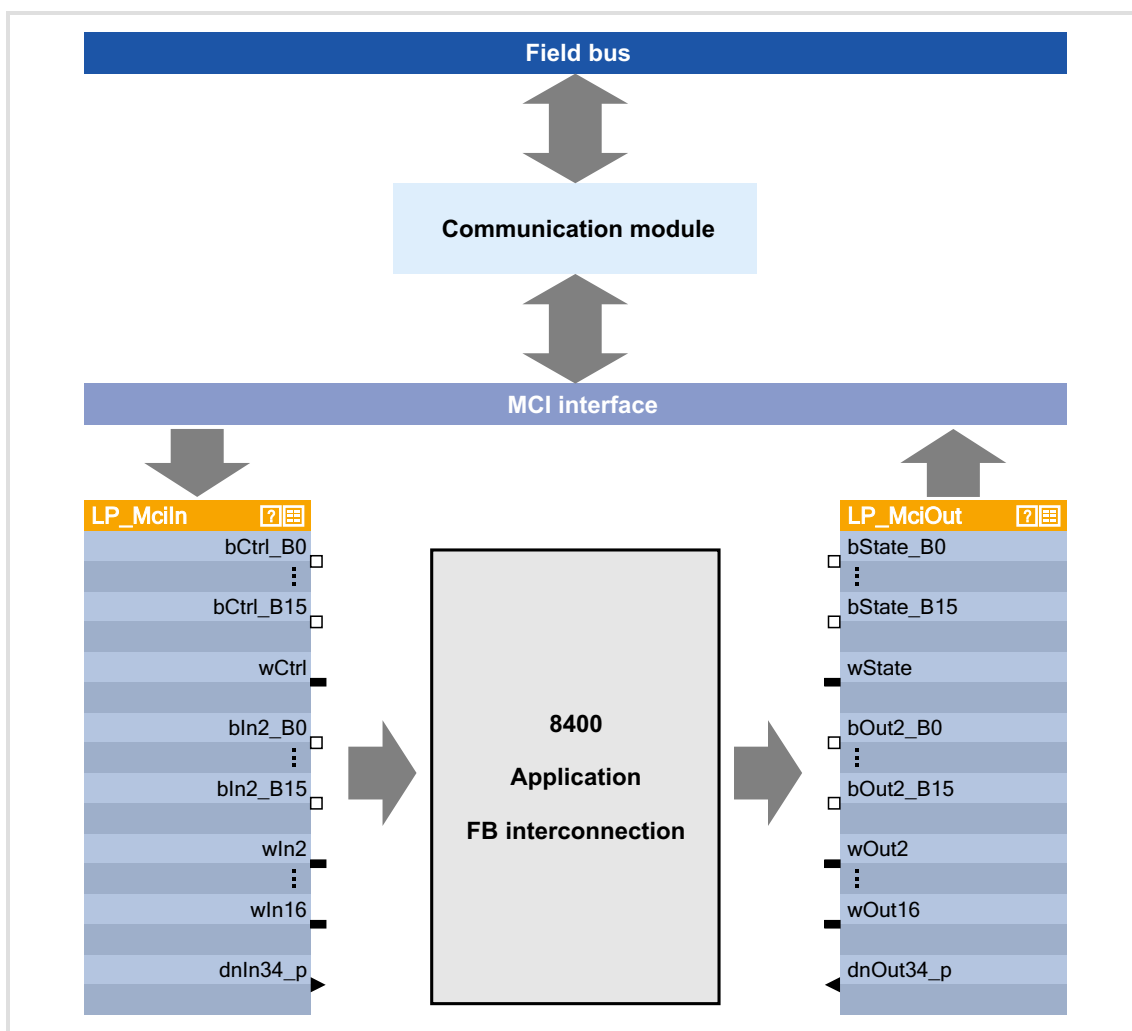 Field bus
Communication module
MCI interface
LP_MciIn
bCtrl_B0
bCtrl_B15
wCtrl
bIn2_B0
bIn2_B15
wIn2
wIn16
dnIn34_p
8400
Application
FB interconnection
LP_MciOut
bState_B0
bState_B15
wState
bOut2_B0
bOut2_B15
wOut2
wOut16
dnOut34_p